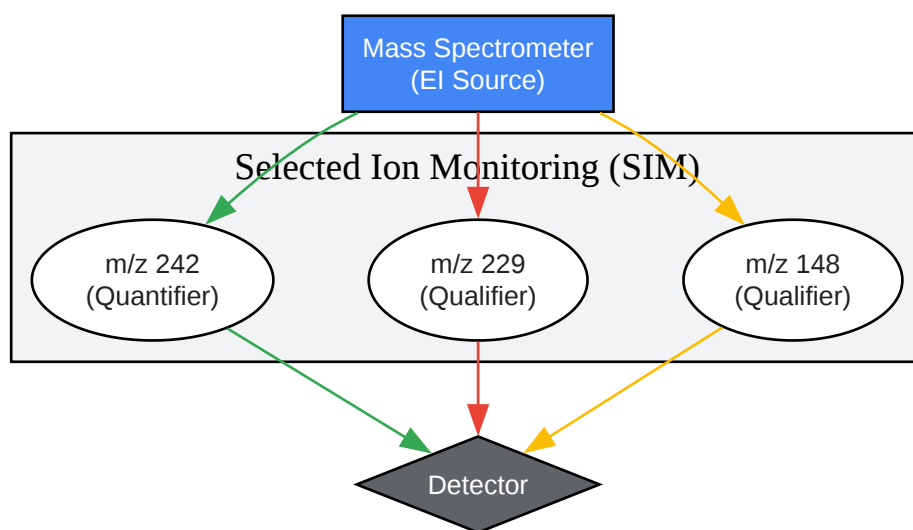 Mass Spectrometer
(EI Source)
Selected Ion Monitoring (SIM)
m/z 242
(Quantifier)
m/z 229
(Qualifier)
m/z 148
(Qualifier)
Detector